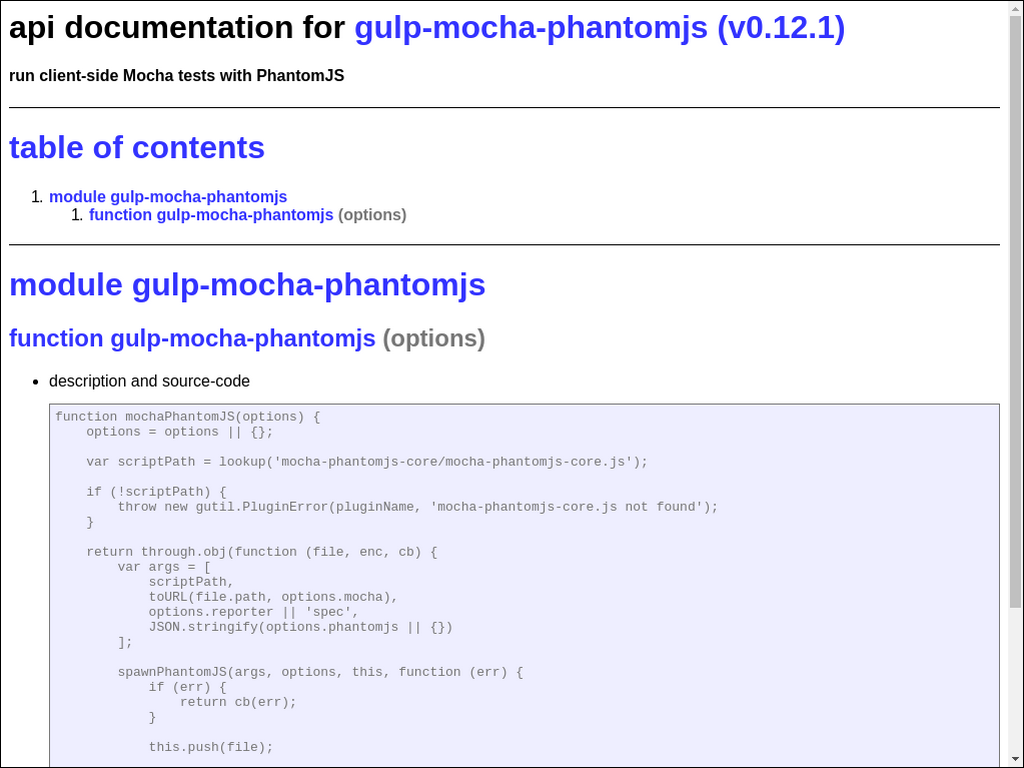 api documentation for gulp-mocha-phantomjs (v0.12.1)
run client-side Mocha tests with PhantomJS
table of contents
1. module gulp-mocha-phantomjs
1. function gulp-mocha-phantomjs (options)
module gulp-mocha-phantomjs
function gulp-mocha-phantomjs (options)
• description and source-code
function mochaPhantomJS(options) {
    options = options || {};

    var scriptPath = lookup('mocha-phantomjs-core/mocha-phantomjs-core.js');

    if (!scriptPath) {
        throw new gutil.PluginError(pluginName, 'mocha-phantomjs-core.js not found');
    }

    return through.obj(function (file, enc, cb) {
        var args = [
            scriptPath,
            toURL(file.path, options.mocha),
            options.reporter || 'spec',
            JSON.stringify(options.phantomjs || {})
        ];

        spawnPhantomJS(args, options, this, function (err) {
            if (err) {
                return cb(err);
            }

            this.push(file);